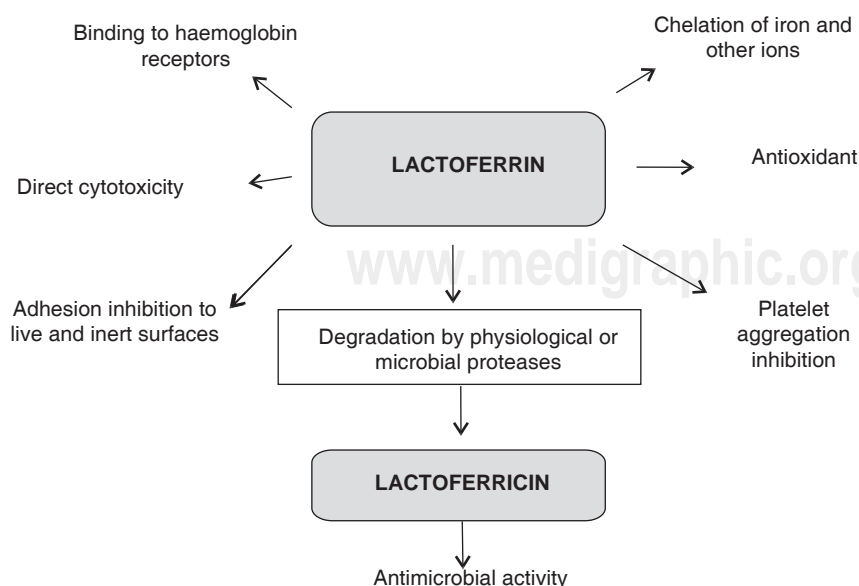 Binding to haemoglobin
receptors
Chelation of iron and
other ions
LACTOFERRIN
Direct cytotoxicity
Antioxidant
www.medigraphic.org
Adhesion inhibition to
live and inert surfaces
Degradation by physiological or
microbial proteases
Platelet
aggregation
inhibition
LACTOFERRICIN
Antimicrobial activity